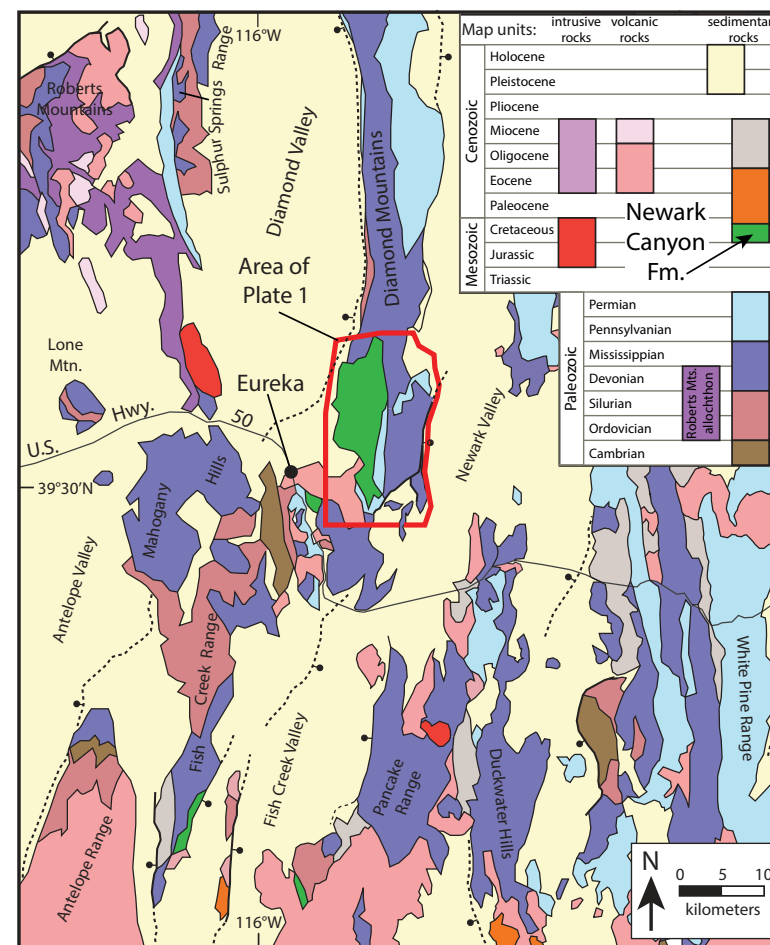 116°W
Map units:
intrusive
rocks
volcanic
rocks
sedimentary
rocks
Cenozoic
Holocene
Pleistocene
Pliocene
Miocene
Oligocene
Eocene
Paleocene
Mesozoic
Cretaceous
Jurassic
Triassic
Newark
Canyon
Fm.
Paleozoic
Permian
Pennsylvanian
Mississippian
Devonian
Silurian
Ordovician
Cambrian
Roberts Mts.
allochthon
Roberts
Mountains
Sulphur Springs Range
Diamond Valley
Diamond Mountains
Area of
Plate 1
Lone
Mtn.
Eureka
U.S. Hwy. 50
Newark Valley
39°30’N
Mahogany Hills
Antelope Valley
Fish Creek Range
Fish Creek Valley
Pancake
Range
Duckwater Hills
White Pine Range
Antelope Range
116°W
N
0 5 10
kilometers